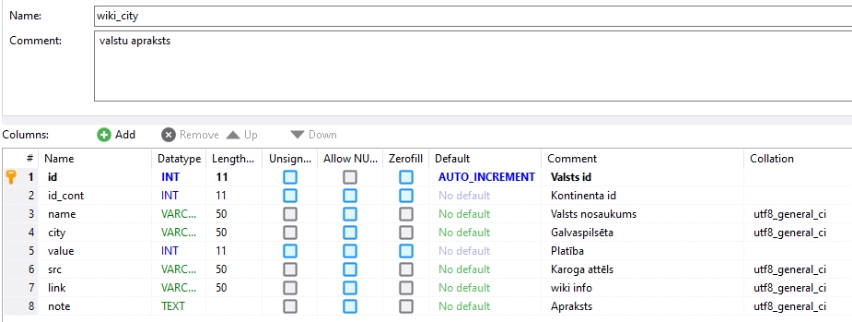 Name: wiki_city
Comment: valstu apraksts
Columns: Add Remove Up Down
# Name Datatype Length... Unsign... Allow NU... Zerofill Default Comment Collation
1 id INT 11 AUTO_INCREMENT Valsts id
2 id_cont INT 11 No default Kontinenta id
3 name VARC... 50 No default Valsts nosaukums utf8_general_ci
4 city VARC... 50 No default Galvaspilsēta utf8_general_ci
5 value INT 11 No default Platība
6 src VARC... 50 No default Karoga attēls utf8_general_ci
7 link VARC... 50 No default wiki info utf8_general_ci
8 note TEXT No default Apraksts utf8_general_ci